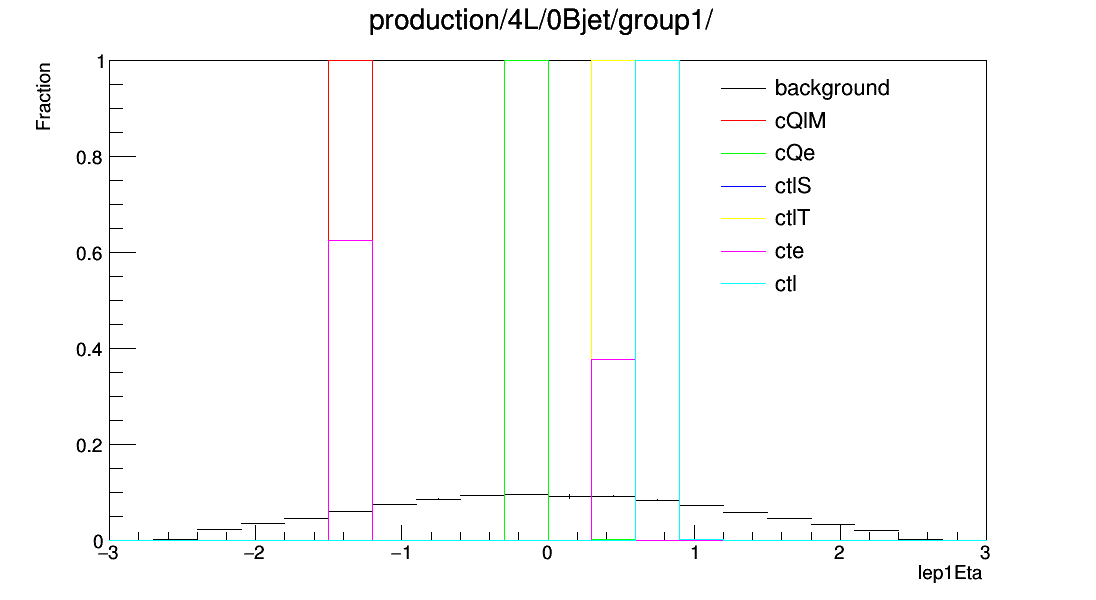 production/4L/0Bjet/group1/
Fraction
1
0.8
0.6
0.4
0.2
0
background
cQlM
cQe
ctlS
ctlT
cte
ctl
−3 −2 −1 0 1 2 3
lep1Eta